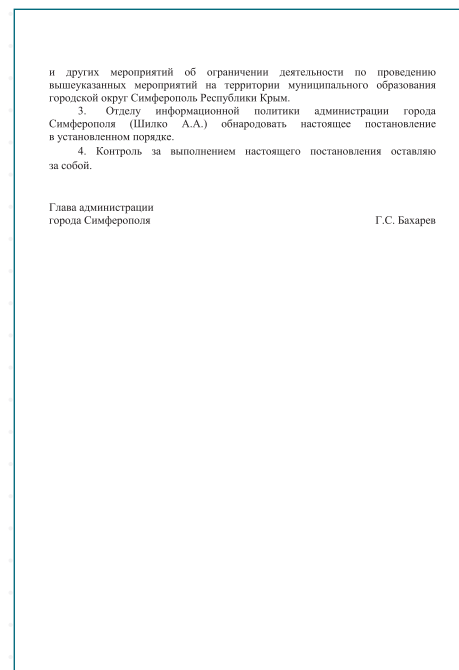 и других мероприятий об ограничении деятельности по проведению
вышеуказанных мероприятий на территории муниципального образования
городской округ Симферополь Республики Крым.
3. Отделу информационной политики администрации города
Симферополя (Шилко А.А.) обнародовать настоящее постановление
в установленном порядке.
4. Контроль за выполнением настоящего постановления оставляю
за собой.
Глава администрации
города Симферополя Г.С. Бахарев